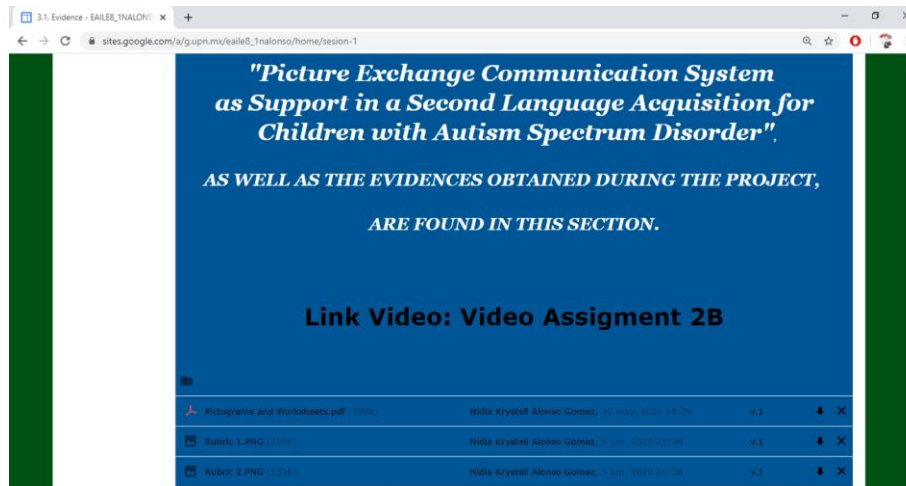 3.1. Evidence - EAILE8_1NALONS
sites.google.com/a/g.upn.mx/eaile8_1nalonso/home/sesion-1
"Picture Exchange Communication System
as Support in a Second Language Acquisition for
Children with Autism Spectrum Disorder",
AS WELL AS THE EVIDENCES OBTAINED DURING THE PROJECT,
ARE FOUND IN THIS SECTION.
Link Video: Video Assigment 2B
Pictograms and Worksheets.pdf (796k) Nidia Krystell Alonso Gomez, 30 may. 2020 18:39 v.1
Rubric 1.PNG Nidia Krystell Alonso Gomez, 5 jun. 2020 21:36 v.1
Rubric 2.PNG (151k) Nidia Krystell Alonso Gomez, 5 jun. 2020 21:36 v.1